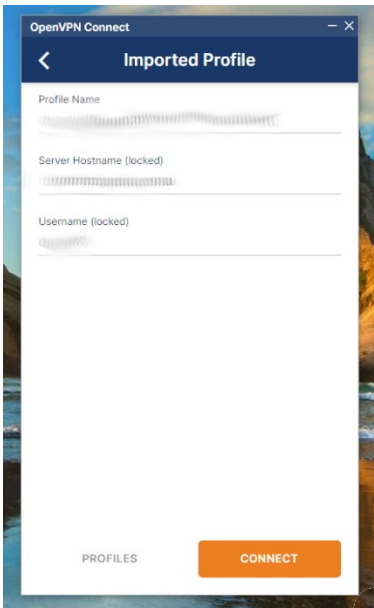 OpenVPN Connect
Imported Profile
Profile Name
Server Hostname (locked)
Username (locked)
PROFILES
CONNECT